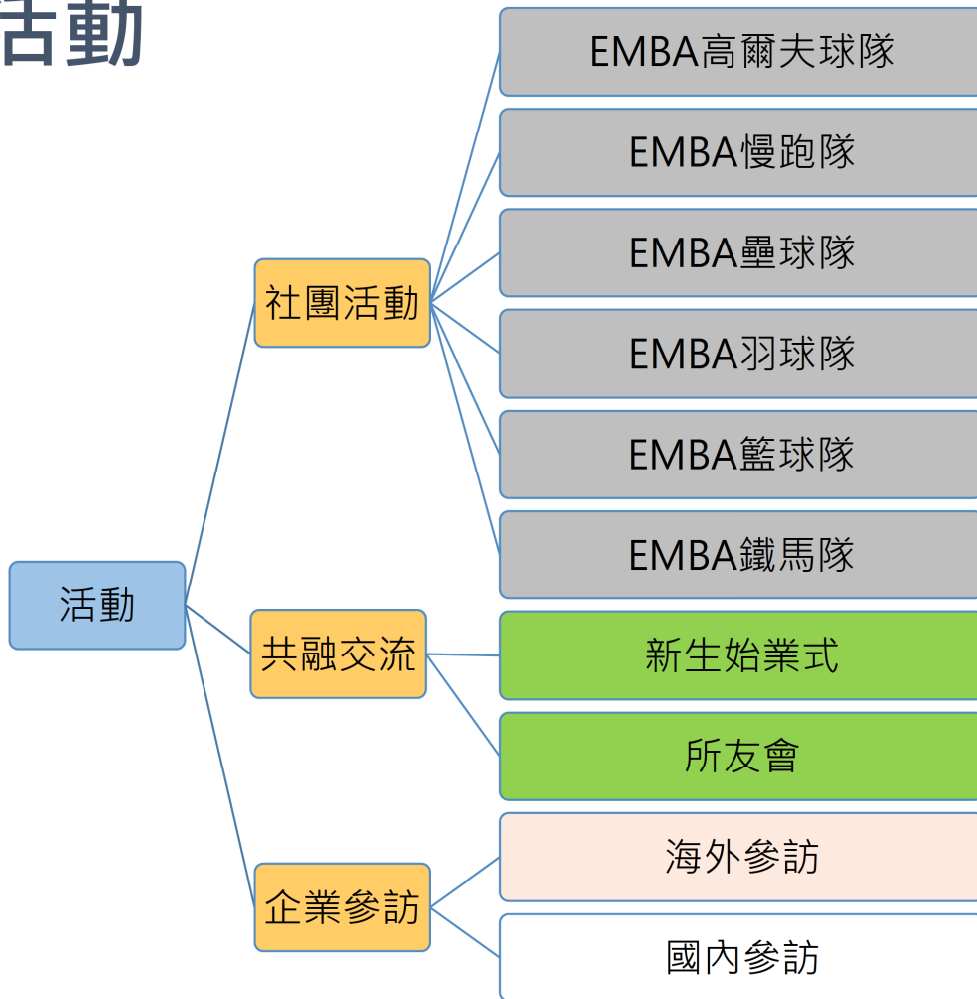 活動
EMBA高爾夫球隊
EMBA慢跑隊
EMBA壘球隊
社團活動
EMBA羽球隊
EMBA籃球隊
EMBA鐵馬隊
活動
共融交流
新生始業式
所友會
海外參訪
企業參訪
國內參訪